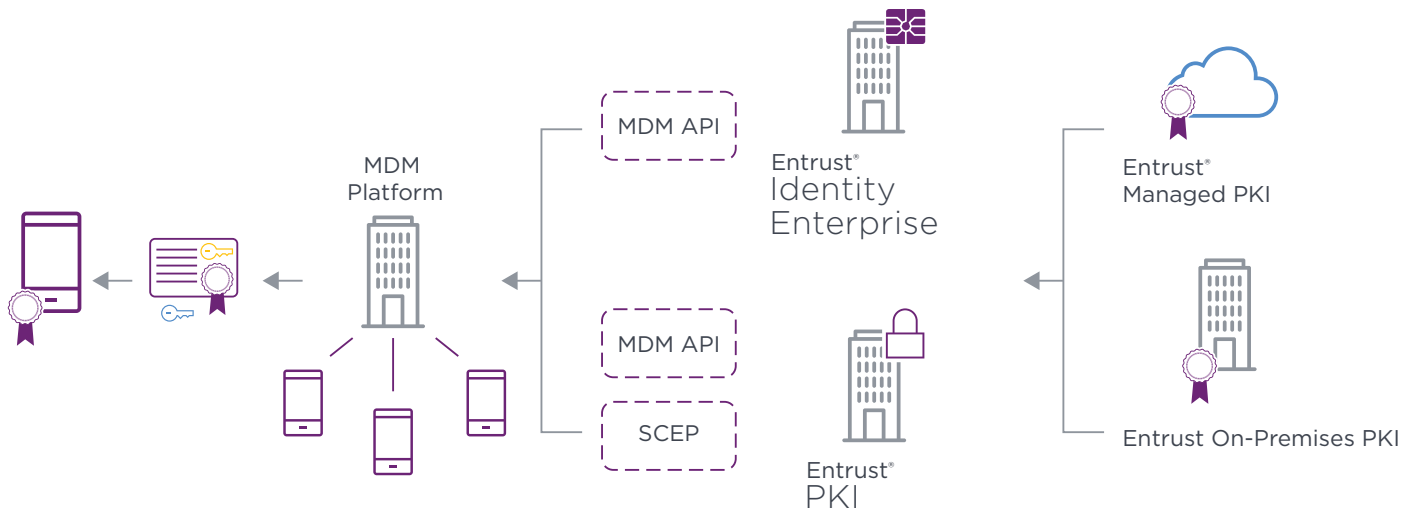 MDM
Platform
MDM API
Entrust®
Identity
Enterprise
MDM API
SCEP
Entrust®
PKI
Entrust®
Managed PKI
Entrust On-Premises PKI